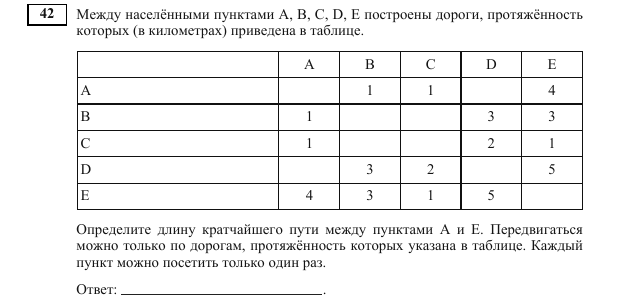 42 Между населёнными пунктами A, B, C, D, E построены дороги, протяжённость
которых (в километрах) приведена в таблице.
A B C D E
A 1 1 4
B 1 3 3
C 1 2 1
D 3 2 5
E 4 3 1 5
Определите длину кратчайшего пути между пунктами A и E. Передвигаться
можно только по дорогам, протяжённость которых указана в таблице. Каждый
пункт можно посетить только один раз.
Ответ: ________________________.